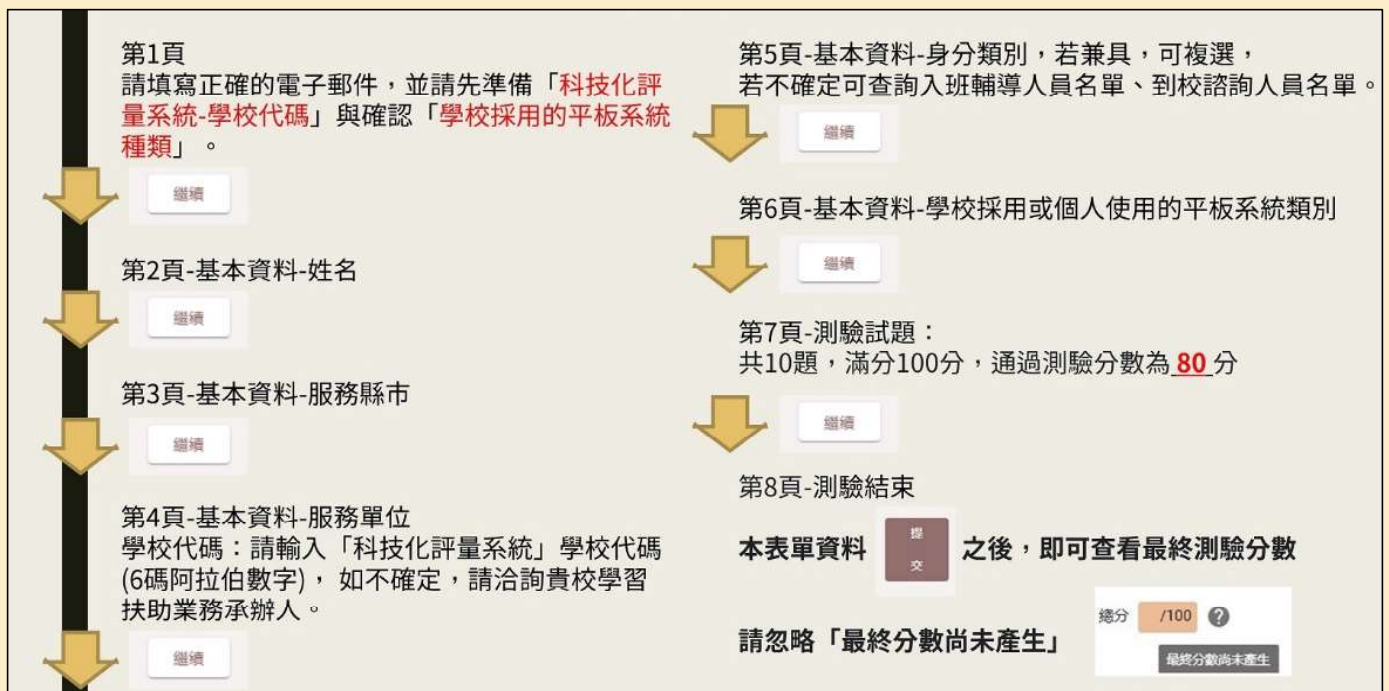 第1頁
請填寫正確的電子郵件，並請先準備「科技化評
量系統-學校代碼」與確認「學校採用的平板系統
種類」。
繼續
第2頁-基本資料-姓名
繼續
第3頁-基本資料-服務縣市
繼續
第4頁-基本資料-服務單位
學校代碼：請輸入「科技化評量系統」學校代碼
(6碼阿拉伯數字)， 如不確定，請洽詢貴校學習
扶助業務承辦人。
繼續
第5頁-基本資料-身分類別，若兼具，可複選，
若不確定可查詢入班輔導人員名單、到校諮詢人員名單。
繼續
第6頁-基本資料-學校採用或個人使用的平板系統類別
繼續
第7頁-測驗試題：
共10題，滿分100分，通過測驗分數為 80 分
繼續
第8頁-測驗結束
本表單資料 提交 之後，即可查看最終測驗分數
請忽略「最終分數尚未產生」
總分 /100 ?
最終分數尚未產生